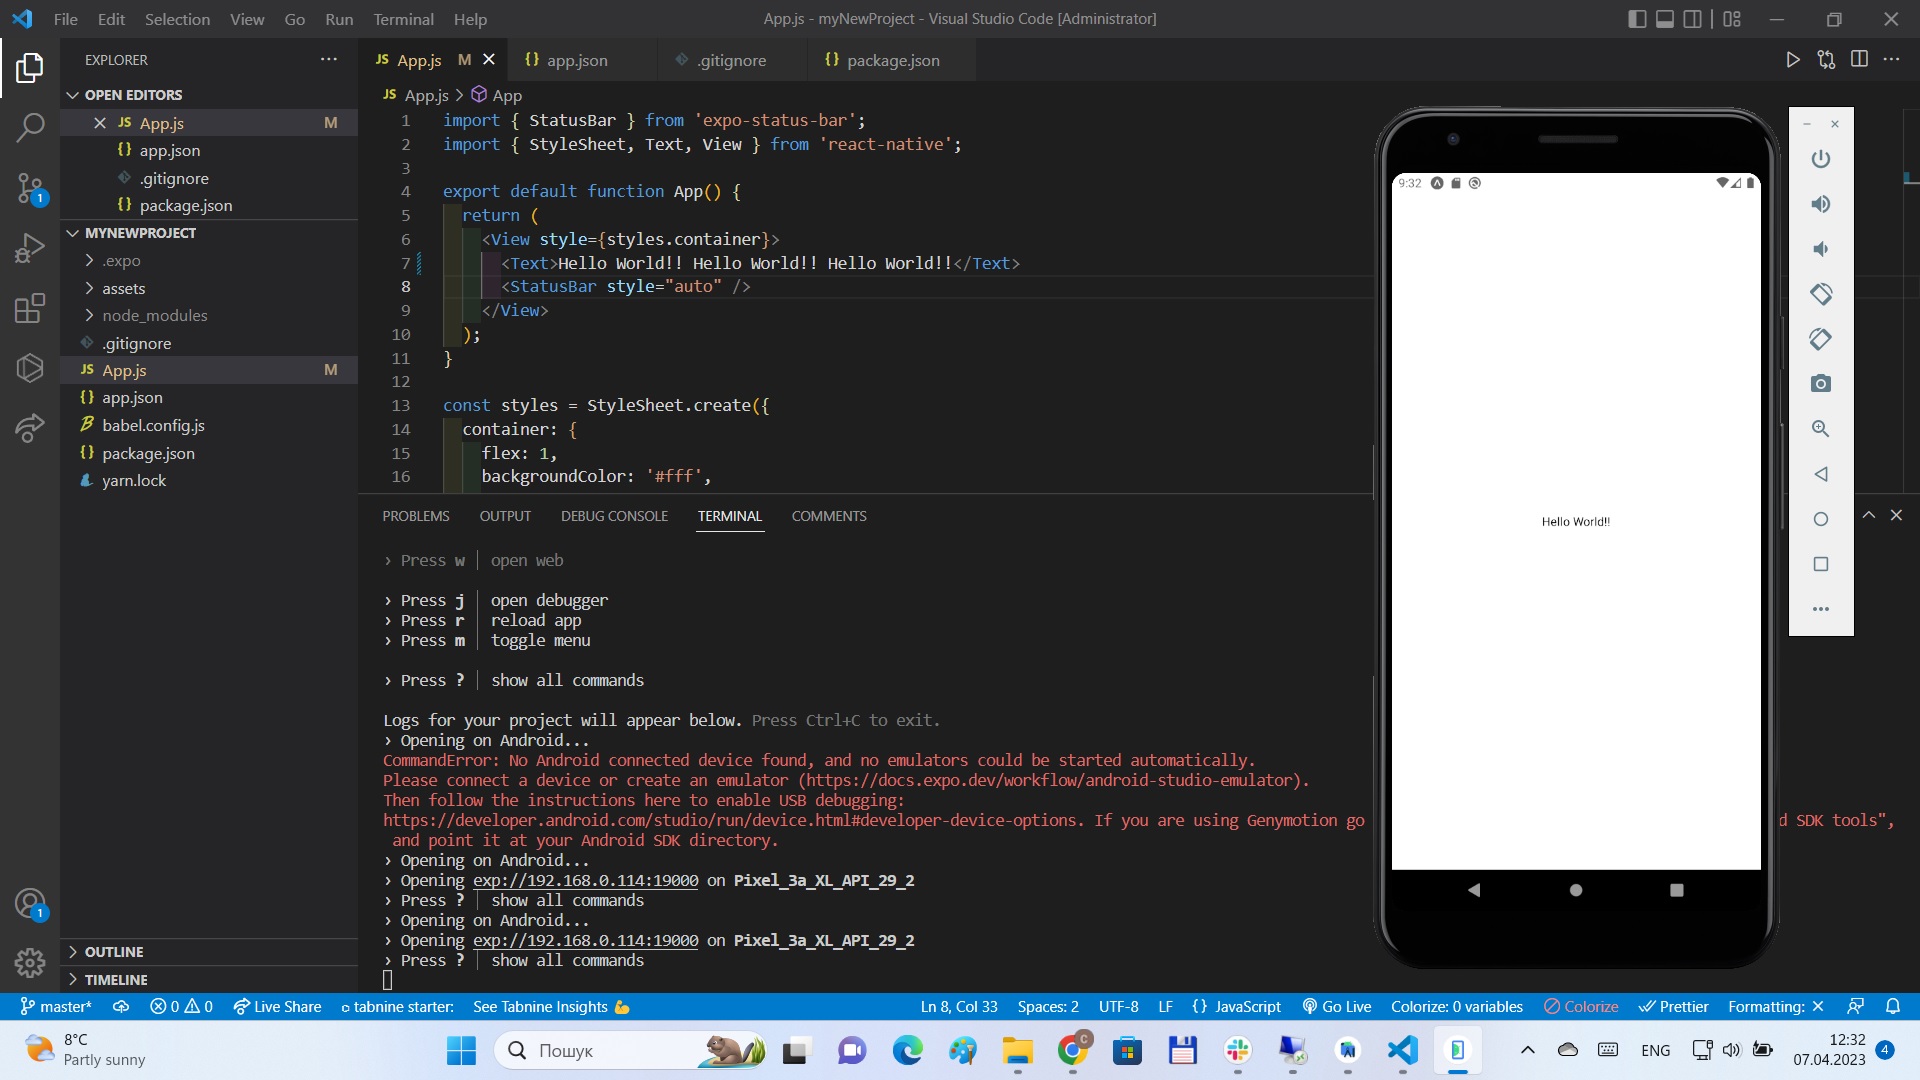 File Edit Selection View Go Run Terminal Help
App.js - myNewProject - Visual Studio Code [Administrator]
EXPLORER
OPEN EDITORS
JS App.js M
{} app.json
.gitignore
{} package.json
MYNEWPROJECT
.expo
assets
node_modules
.gitignore
JS App.js M
{} app.json
babel.config.js
{} package.json
yarn.lock
OUTLINE
TIMELINE
1
1
JS App.js M
{} app.json
.gitignore
{} package.json
JS App.js > App
1 import { StatusBar } from 'expo-status-bar';
2 import { StyleSheet, Text, View } from 'react-native';
3
4 export default function App() {
5 return (
6 <View style={styles.container}>
7 <Text>Hello World!! Hello World!! Hello World!!</Text>
8 <StatusBar style="auto" />
9 </View>
10 );
11 }
12
13 const styles = StyleSheet.create({
14 container: {
15 flex: 1,
16 backgroundColor: '#fff',
PROBLEMS OUTPUT DEBUG CONSOLE TERMINAL COMMENTS
› Press w │ open web
› Press j │ open debugger
› Press r │ reload app
› Press m │ toggle menu
› Press ? │ show all commands
Logs for your project will appear below. Press Ctrl+C to exit.
› Opening on Android...
CommandError: No Android connected device found, and no emulators could be started automatically.
Please connect a device or create an emulator (https://docs.expo.dev/workflow/android-studio-emulator).
Then follow the instructions here to enable USB debugging:
https://developer.android.com/studio/run/device.html#developer-device-options. If you are using Genymotion go d SDK tools",
and point it at your Android SDK directory.
› Opening on Android...
› Opening exp://192.168.0.114:19000 on Pixel_3a_XL_API_29_2
› Press ? │ show all commands
› Opening on Android...
› Opening exp://192.168.0.114:19000 on Pixel_3a_XL_API_29_2
› Press ? │ show all commands
9:32
Hello World!!
master* 0 0 Live Share tabnine starter: See Tabnine Insights Ln 8, Col 33 Spaces: 2 UTF-8 LF {} JavaScript Go Live Colorize: 0 variables Colorize Prettier Formatting:
8°C
Partly sunny
Пошук
C
ENG
12:32
07.04.2023
4